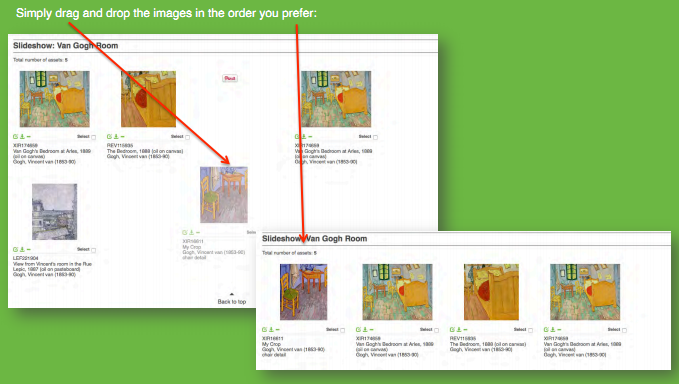 Simply drag and drop the images in the order you prefer:
Slideshow: Van Gogh Room
Total number of assets: 5
Pin it
Select
XIR174659
Van Gogh's Bedroom at Arles, 1889
(oil on canvas)
Gogh, Vincent van (1853-90)
Select
REV115935
The Bedroom, 1888 (oil on canvas)
Gogh, Vincent van (1853-90)
Select
XIR174659
Van Gogh's Bedroom at Arles, 1889
(oil on canvas)
Gogh, Vincent van (1853-90)
Select
LEF221934
View from Vincent's room in the Rue
Lepic, 1887 (oil on pasteboard)
Gogh, Vincent van (1853-90)
My Crop
Gogh, Vincent van (1853-90)
chair detail
Back to top
Slideshow: Van Gogh Room
Total number of assets: 5
Select
My Crop
Gogh, Vincent van (1853-90)
chair detail
Select
XIR174659
Van Gogh's Bedroom at Arles, 1889
(oil on canvas)
Gogh, Vincent van (1853-90)
Select
REV115935
The Bedroom, 1888 (oil on canvas)
Gogh, Vincent van (1853-90)
Select
XIR174659
Van Gogh's Bedroom at Arles, 1889
(oil on canvas)
Gogh, Vincent van (1853-90)